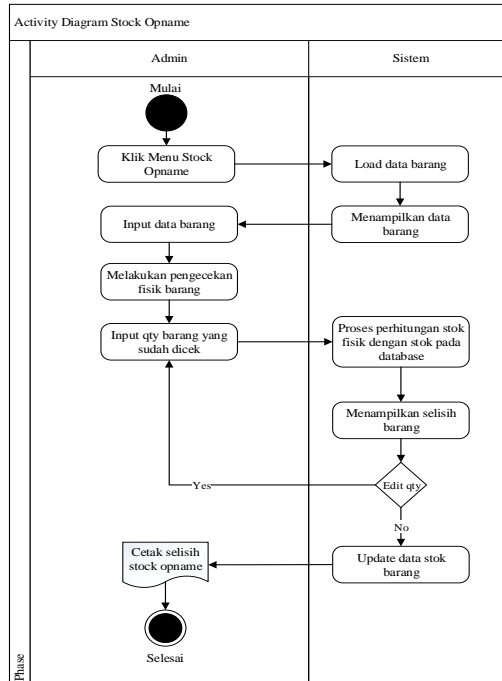 Activity Diagram Stock Opname
Admin
Sistem
Mulai
Klik Menu Stock
Opname
Load data barang
Menampilkan data
barang
Input data barang
Melakukan pengecekan
fisik barang
Input qty barang yang
sudah dicek
Proses perhitungan stok
fisik dengan stok pada
database
Menampilkan selisih
barang
Edit qty
Yes
No
Update data stok
barang
Cetak selisih
stock opname
Selesai
Phase